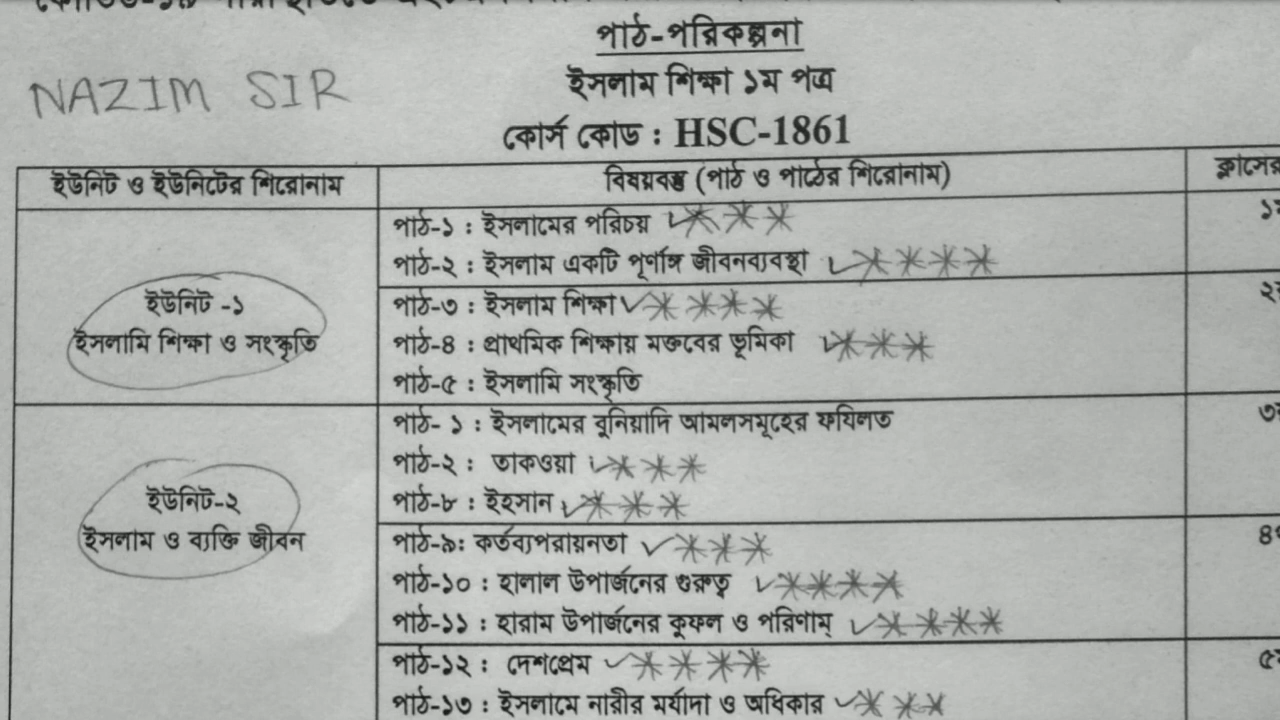 পাঠ-পরিকল্পনা
NAZIM SIR
ইসলাম শিক্ষা ১ম পত্র
কোর্স কোড : HSC-1861
ইউনিট ও ইউনিটের শিরোনাম
বিষয়বস্তু (পাঠ ও পাঠের শিরোনাম)
ক্লাসের
ইউনিট -১
ইসলামি শিক্ষা ও সংস্কৃতি
পাঠ-১ : ইসলামের পরিচয়
পাঠ-২ : ইসলাম একটি পূর্ণাঙ্গ জীবনব্যবস্থা
পাঠ-৩ : ইসলাম শিক্ষা
পাঠ-৪ : প্রাথমিক শিক্ষায় মক্তবের ভূমিকা
পাঠ-৫ : ইসলামি সংস্কৃতি
ইউনিট-২
ইসলাম ও ব্যক্তি জীবন
পাঠ- ১ : ইসলামের বুনিয়াদি আমলসমূহের ফযিলত
পাঠ-২ : তাকওয়া
পাঠ-৮ : ইহসান
পাঠ-৯: কর্তব্যপরায়নতা
পাঠ-১০ : হালাল উপার্জনের গুরুত্ব
পাঠ-১১ : হারাম উপার্জনের কুফল ও পরিণাম্
পাঠ-১২ : দেশপ্রেম
পাঠ-১৩ : ইসলামে নারীর মর্যাদা ও অধিকার